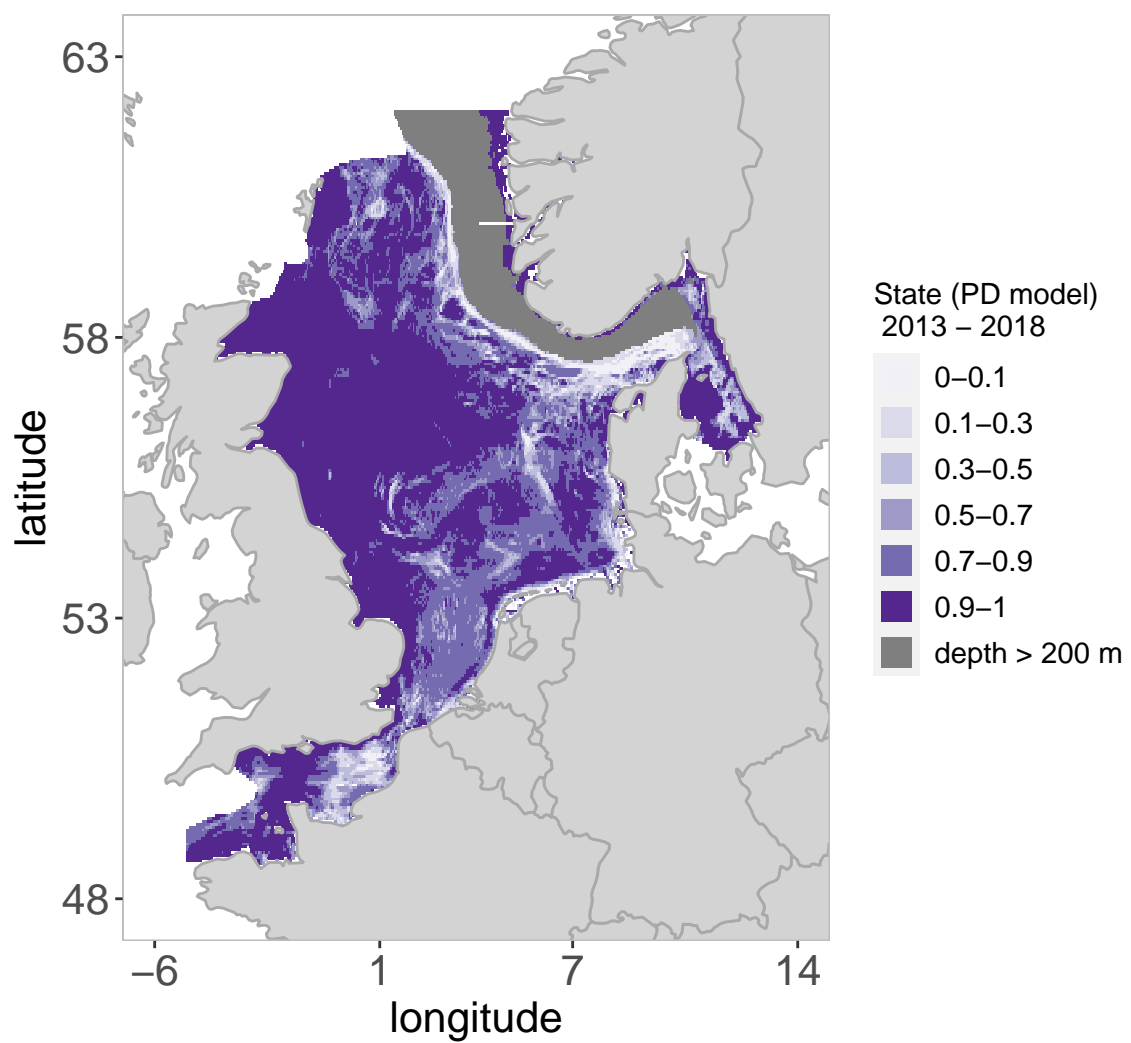 63
58
53
48
latitude
−6
1
7
14
longitude
State (PD model)
2013 − 2018
0−0.1
0.1−0.3
0.3−0.5
0.5−0.7
0.7−0.9
0.9−1
depth > 200 m